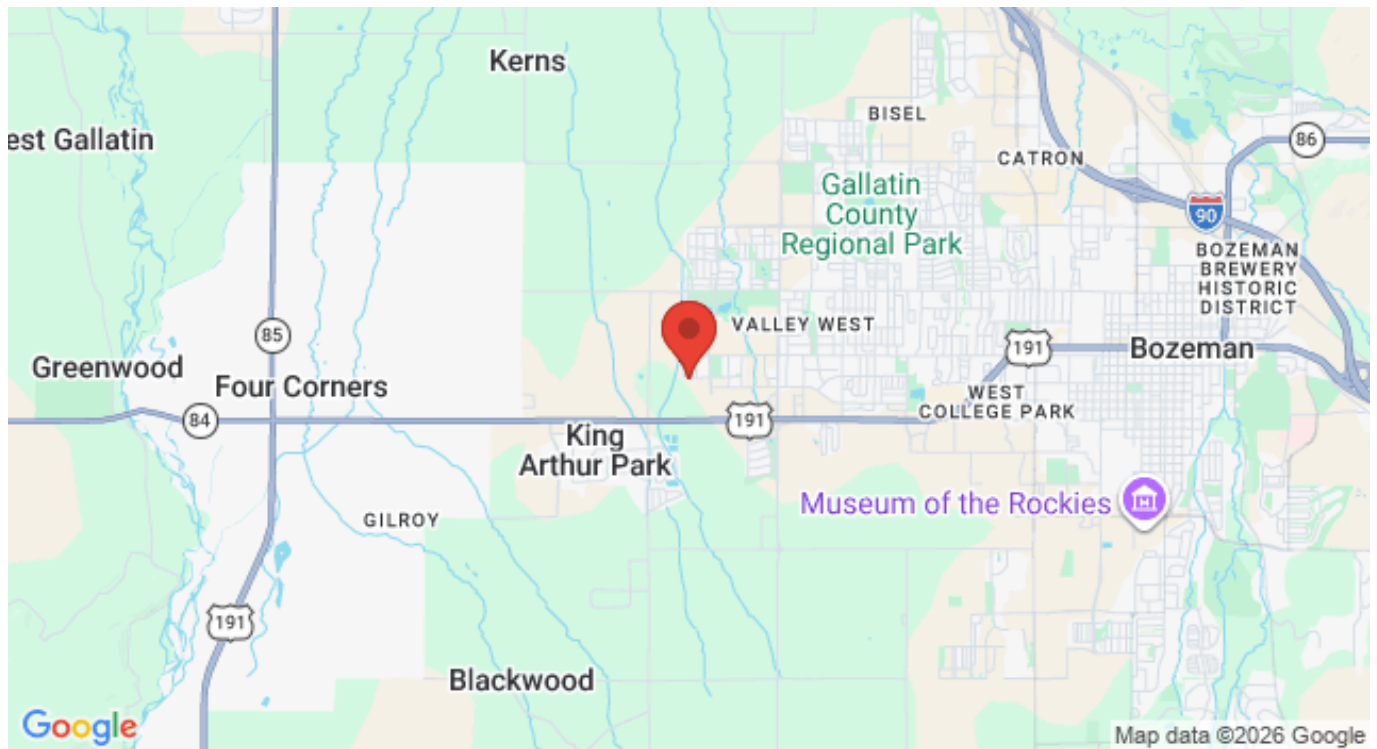 Kerns
BISEL
est Gallatin
86
CATRON
Gallatin
County
Regional Park
90
BOZEMAN
BREWERY
HISTORIC
DISTRICT
VALLEY WEST
85
191
Bozeman
Greenwood
Four Corners
WEST
COLLEGE PARK
84
191
King
Arthur Park
Museum of the Rockies
GILROY
191
Blackwood
Google
Map data ©2026 Google